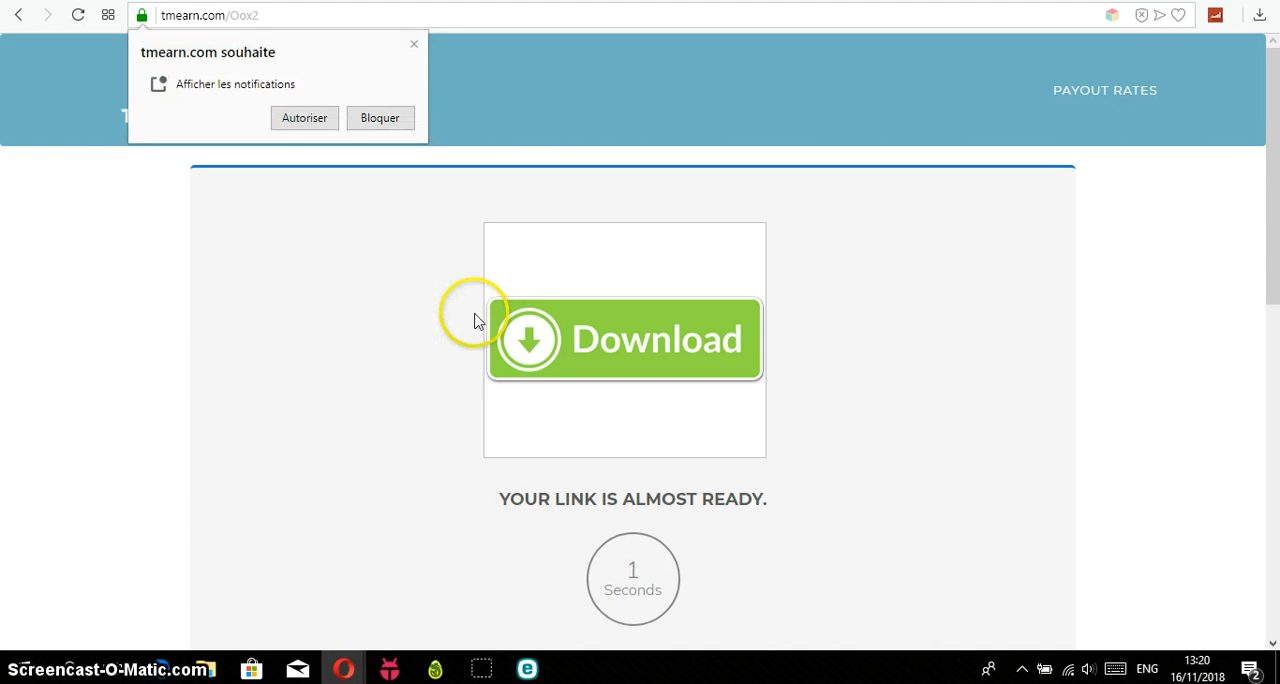 tmearn.com/Oox2
tmearn.com souhaite
Afficher les notifications
Autoriser
Bloquer
T
PAYOUT RATES
Download
YOUR LINK IS ALMOST READY.
1
Seconds
Screencast-O-Matic.com
ENG
13:20
16/11/2018
2